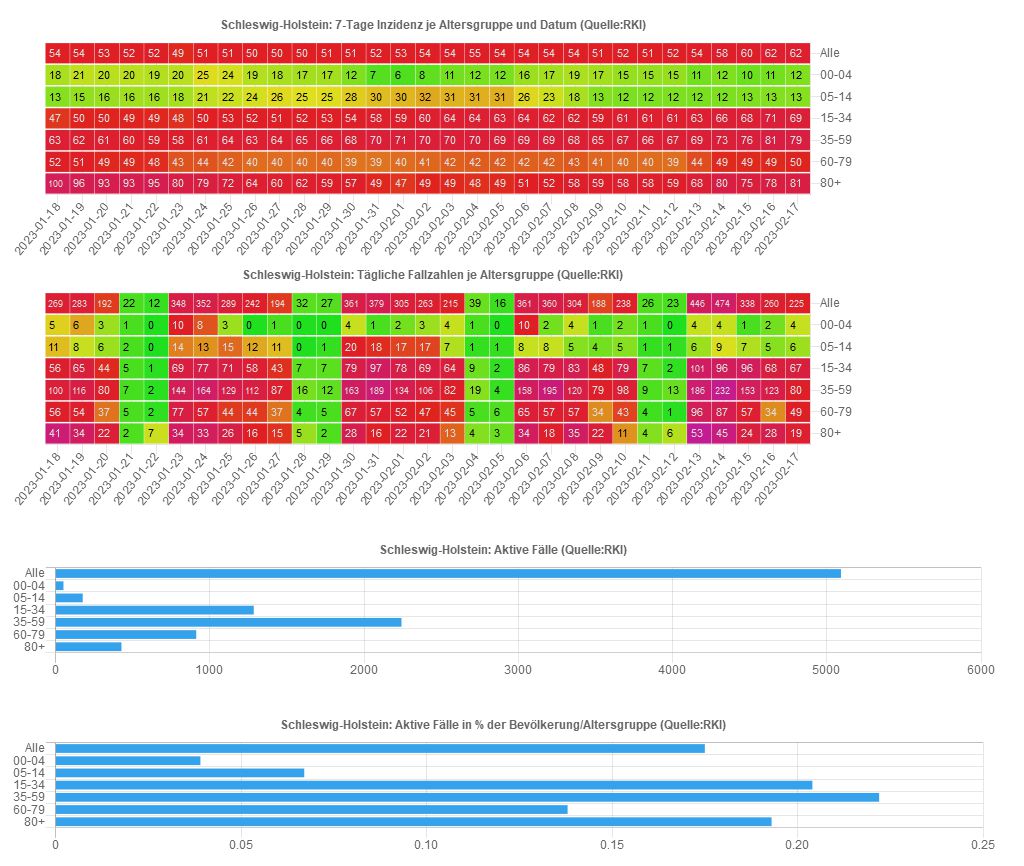 Schleswig-Holstein: 7-Tage Inzidenz je Altersgruppe und Datum (Quelle:RKI)
54 54 53 52 52 49 51 51 50 50 50 51 51 52 53 54 54 55 54 54 54 54 51 52 51 52 54 58 60 62 62 Alle
18 21 20 20 19 20 25 24 19 18 17 17 12 7 6 8 11 12 12 16 17 19 17 15 15 15 11 12 10 11 12 00-04
13 15 16 16 16 18 21 22 24 26 25 25 28 30 30 32 31 31 31 26 23 18 13 12 12 12 12 12 13 13 13 05-14
47 50 50 49 49 48 50 53 52 51 52 53 54 58 59 60 64 64 63 64 62 62 59 61 61 61 63 66 68 71 69 15-34
63 62 61 60 59 58 61 64 63 64 65 66 68 70 71 70 70 70 69 69 68 65 67 67 66 67 69 73 76 81 79 35-59
52 51 49 49 48 43 44 42 40 40 40 40 39 39 40 41 42 42 42 42 42 43 41 40 40 39 44 49 49 49 50 60-79
100 96 93 93 95 80 79 72 64 60 62 59 57 49 47 49 49 48 49 51 52 58 59 58 58 59 68 80 75 78 81 80+
2023-01-18 2023-01-19 2023-01-20 2023-01-21 2023-01-22 2023-01-23 2023-01-24 2023-01-25 2023-01-26 2023-01-27 2023-01-28 2023-01-29 2023-01-30 2023-01-31 2023-02-01 2023-02-02 2023-02-03 2023-02-04 2023-02-05 2023-02-06 2023-02-07 2023-02-08 2023-02-09 2023-02-10 2023-02-11 2023-02-12 2023-02-13 2023-02-14 2023-02-15 2023-02-16 2023-02-17
Schleswig-Holstein: Tägliche Fallzahlen je Altersgruppe (Quelle:RKI)
269 283 192 22 12 348 352 289 242 194 32 27 361 379 305 263 215 39 16 361 360 304 188 238 26 23 446 474 338 260 225 Alle
5 6 3 1 0 10 8 3 0 1 0 0 4 1 2 3 4 1 0 10 2 4 1 2 1 0 4 4 1 2 4 00-04
11 8 6 2 0 14 13 15 12 11 0 1 20 18 17 17 7 1 1 8 8 5 4 5 1 1 6 9 7 5 6 05-14
56 65 44 5 1 69 77 71 58 43 7 7 79 97 78 69 64 9 2 86 79 83 48 79 7 2 101 96 96 68 67 15-34
100 116 80 7 2 144 164 129 112 87 16 12 163 189 134 106 82 19 4 158 195 120 79 98 9 13 186 232 153 123 80 35-59
56 54 37 5 2 77 57 44 44 37 4 5 67 57 52 47 45 5 6 65 57 57 34 43 4 1 96 87 57 34 49 60-79
41 34 22 2 7 34 33 26 16 15 5 2 28 16 22 21 13 4 3 34 18 35 22 11 4 6 53 45 24 28 19 80+
2023-01-18 2023-01-19 2023-01-20 2023-01-21 2023-01-22 2023-01-23 2023-01-24 2023-01-25 2023-01-26 2023-01-27 2023-01-28 2023-01-29 2023-01-30 2023-01-31 2023-02-01 2023-02-02 2023-02-03 2023-02-04 2023-02-05 2023-02-06 2023-02-07 2023-02-08 2023-02-09 2023-02-10 2023-02-11 2023-02-12 2023-02-13 2023-02-14 2023-02-15 2023-02-16 2023-02-17
Schleswig-Holstein: Aktive Fälle (Quelle:RKI)
Alle
00-04
05-14
15-34
35-59
60-79
80+
0 1000 2000 3000 4000 5000 6000
Schleswig-Holstein: Aktive Fälle in % der Bevölkerung/Altersgruppe (Quelle:RKI)
Alle
00-04
05-14
15-34
35-59
60-79
80+
0 0.05 0.10 0.15 0.20 0.25